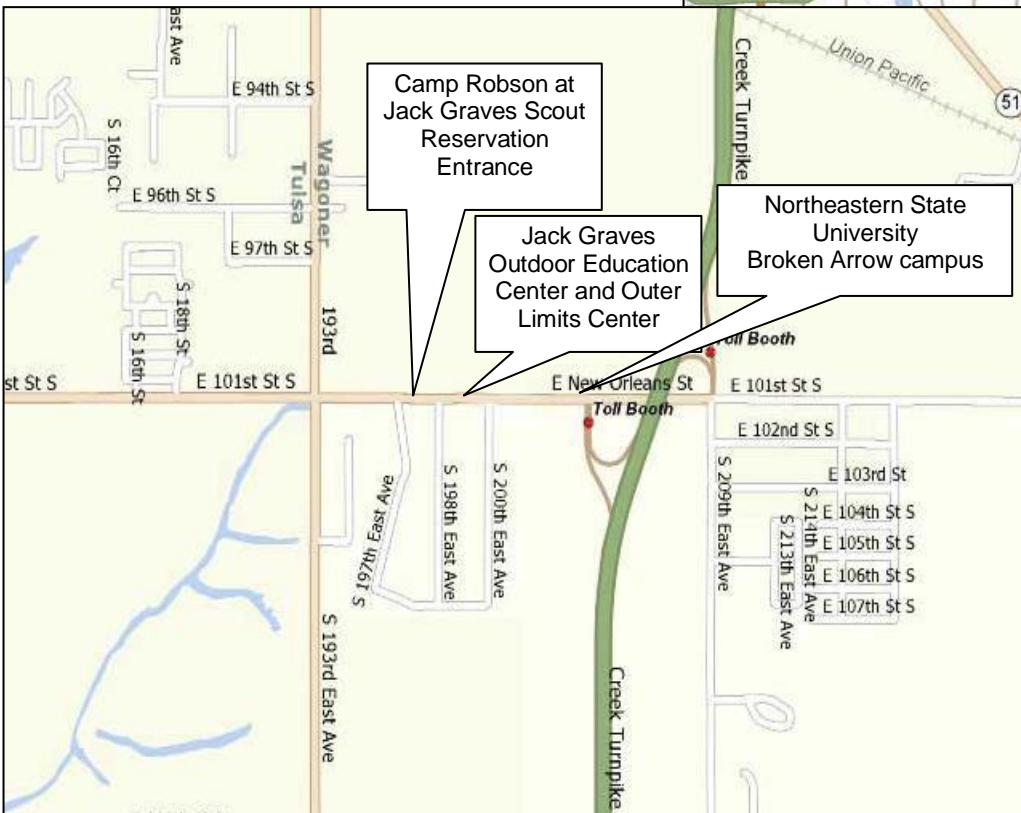 ast Ave
E 94th St S
S 16th Ct
Wagoner
Tulsa
E 96th St S
E 97th St S
S 18th St
S 16th St
193rd
st St S
E 101st St S
Camp Robson at
Jack Graves Scout
Reservation
Entrance
Jack Graves
Outdoor Education
Center and Outer
Limits Center
Northeastern State
University
Broken Arrow campus
Creek Turnpike
Union Pacific
51
Toll Booth
E New Orleans St
E 101st St S
Toll Booth
E 102nd St S
E 103rd St
E 104th St S
E 105th St S
E 106th St S
E 107th St S
S 197th East Ave
S 198th East Ave
S 200th East Ave
S 209th East Ave
S 213th East Ave
S 214th East Ave
S 193rd East Ave
Creek Turnpike